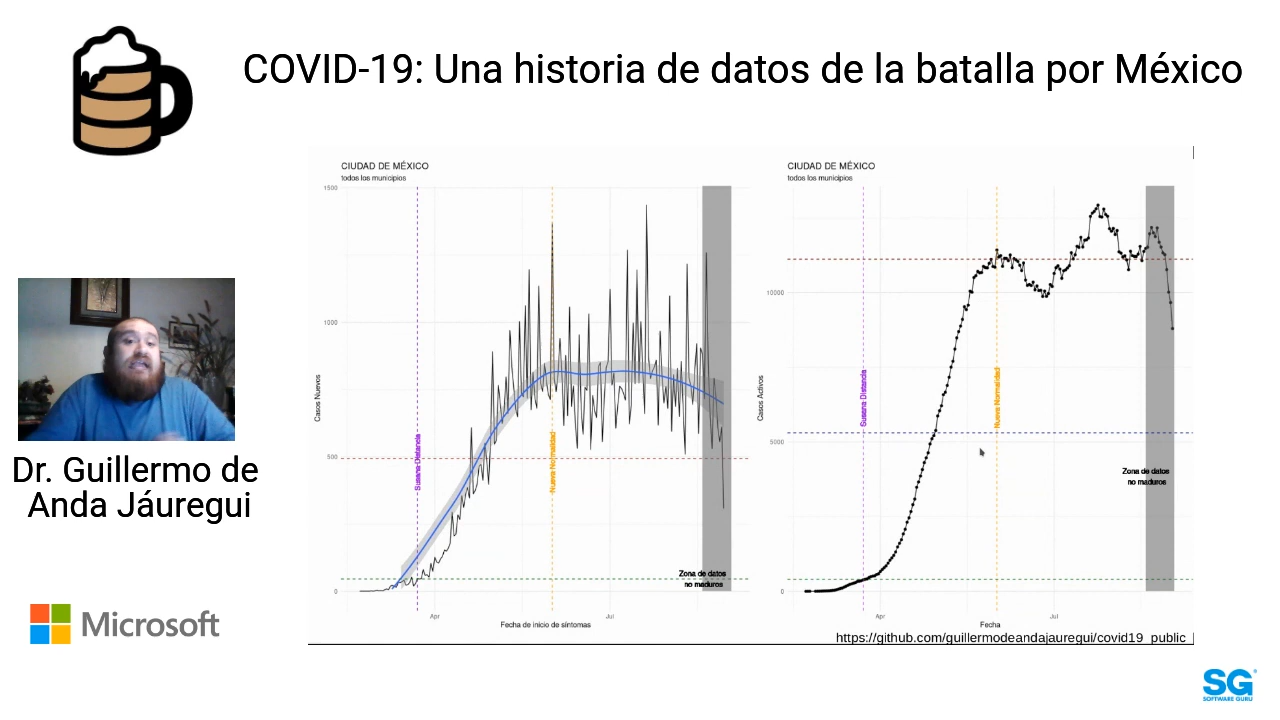 COVID-19: Una historia de datos de la batalla por México
CIUDAD DE MÉXICO
todos los municipios
1500
1000
500
0
Casos Nuevos
Susana Distancia
Nueva Normalidad
Zona de datos
no maduros
Apr
Jul
Fecha de inicio de síntomas
CIUDAD DE MÉXICO
todos los municipios
10000
5000
0
Casos Activos
Susana Distancia
Nueva Normalidad
Zona de datos
no maduros
Apr
Jul
Fecha
https://github.com/guillermodeandajauregui/covid19_public
Dr. Guillermo de
Anda Jáuregui
Microsoft
SG
SOFTWARE GURU